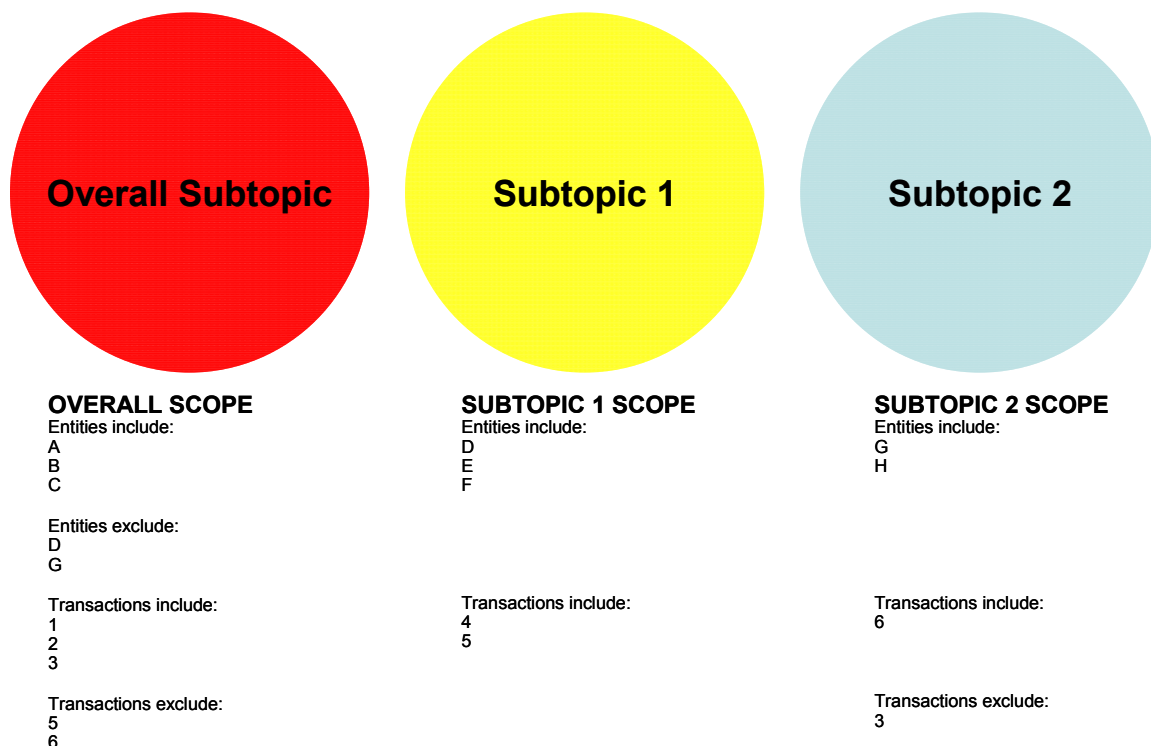 Overall Subtopic
Subtopic 1
Subtopic 2
OVERALL SCOPE
Entities include:
A
B
C
Entities exclude:
D
G
Transactions include:
1
2
3
Transactions exclude:
5
6
SUBTOPIC 1 SCOPE
Entities include:
D
E
F
Transactions include:
4
5
SUBTOPIC 2 SCOPE
Entities include:
G
H
Transactions include:
6
Transactions exclude:
3